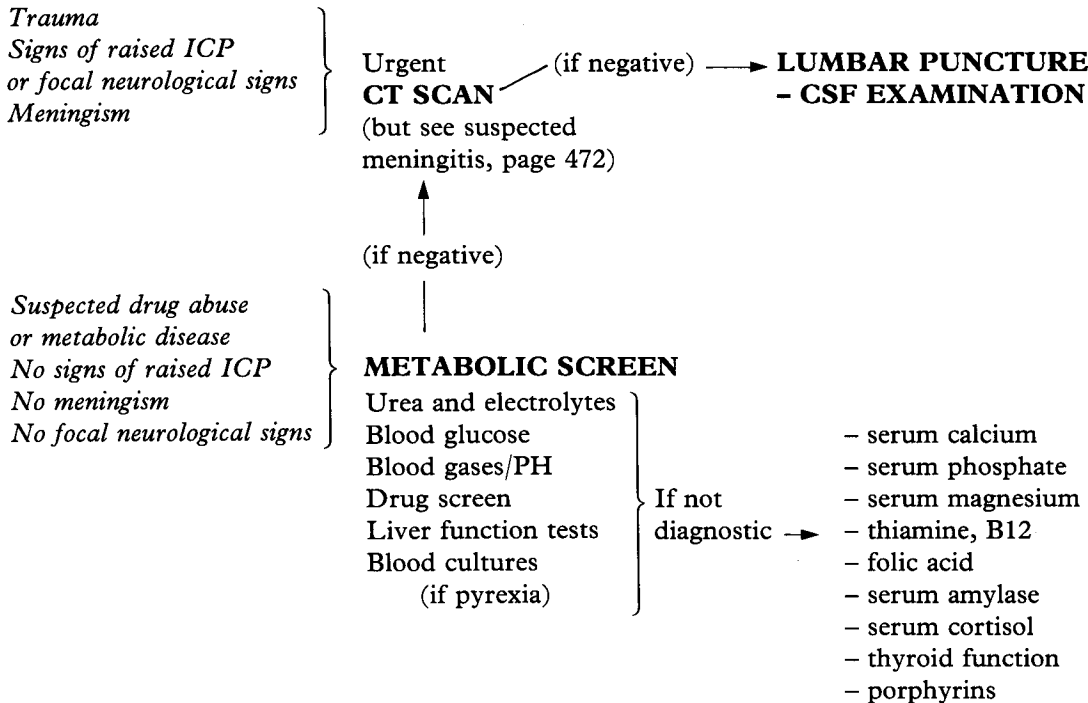 Trauma
Signs of raised ICP
or focal neurological signs
Meningism
Urgent
CT SCAN
(but see suspected
meningitis, page 472)
(if negative)
LUMBAR PUNCTURE
– CSF EXAMINATION
(if negative)
Suspected drug abuse
or metabolic disease
No signs of raised ICP
No meningism
No focal neurological signs
METABOLIC SCREEN
Urea and electrolytes
Blood glucose
Blood gases/PH
Drug screen
Liver function tests
Blood cultures
(if pyrexia)
If not
diagnostic
– serum calcium
– serum phosphate
– serum magnesium
– thiamine, B12
– folic acid
– serum amylase
– serum cortisol
– thyroid function
– porphyrins